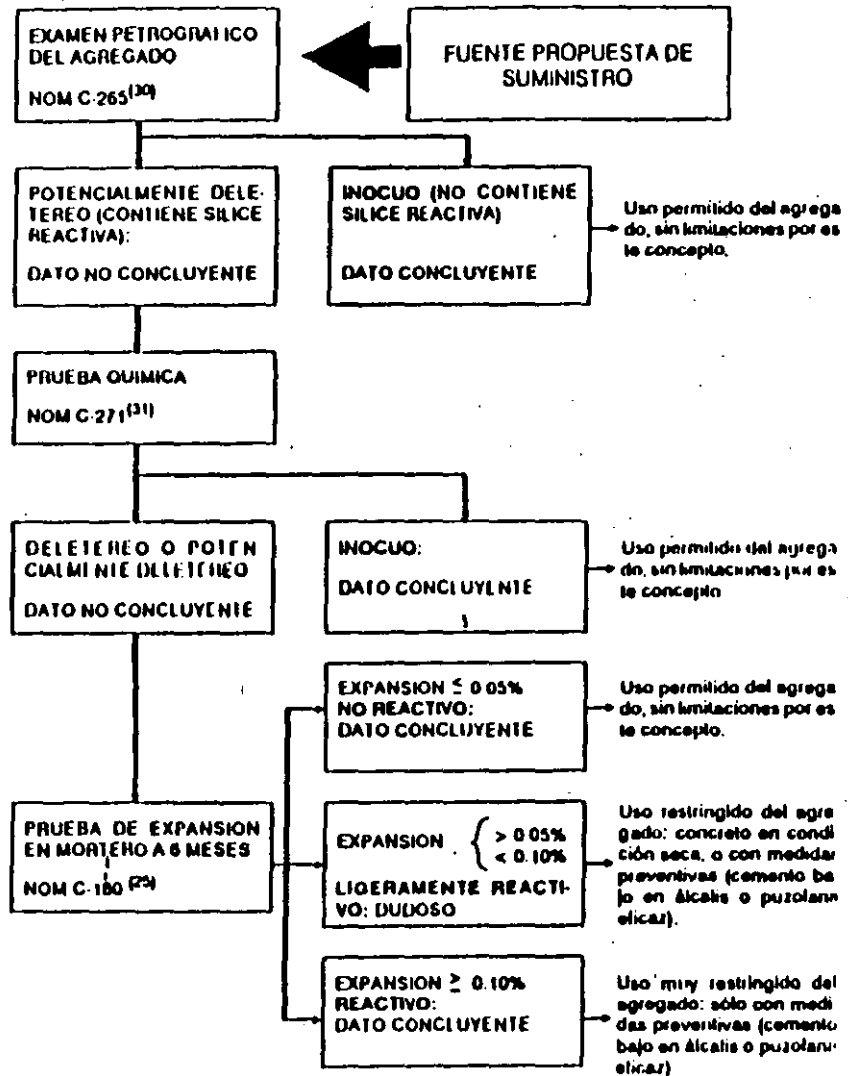 EXAMEN PETROGRAFICO
DEL AGREGADO
NOM C-265(30)
FUENTE PROPUESTA DE
SUMINISTRO
POTENCIALMENTE DELE-
TEREO (CONTIENE SILICE
REACTIVA):
DATO NO CONCLUYENTE
INOCUO (NO CONTIENE
SILICE REACTIVA)
DATO CONCLUYENTE
Uso permitido del agrega
do, sin limitaciones por es
te concepto.
PRUEBA QUIMICA
NOM C-271(31)
DELETEREO O POTEN
CIALMENTE DELETEREO
DATO NO CONCLUYENTE
INOCUO:
DATO CONCLUYENTE
Uso permitido del agrega
do, sin limitaciones por es
te concepto
EXPANSION ≤ 0.05%
NO REACTIVO:
DATO CONCLUYENTE
Uso permitido del agrega
do, sin limitaciones por es
te concepto.
PRUEBA DE EXPANSION
EN MORTERO A 6 MESES
NOM C-180 (25)
EXPANSION { > 0.05%
< 0.10%
LIGERAMENTE REACTI-
VO: DUDOSO
Uso restringido del agre
gado: concreto en condi
ción seca, o con medidas
preventivas (cemento ba
jo en álcalis o puzolana
eficaz).
EXPANSION ≥ 0.10%
REACTIVO:
DATO CONCLUYENTE
Uso muy restringido del
agregado: sólo con medi
das preventivas (cemento
bajo en álcalis o puzolana
eficaz)